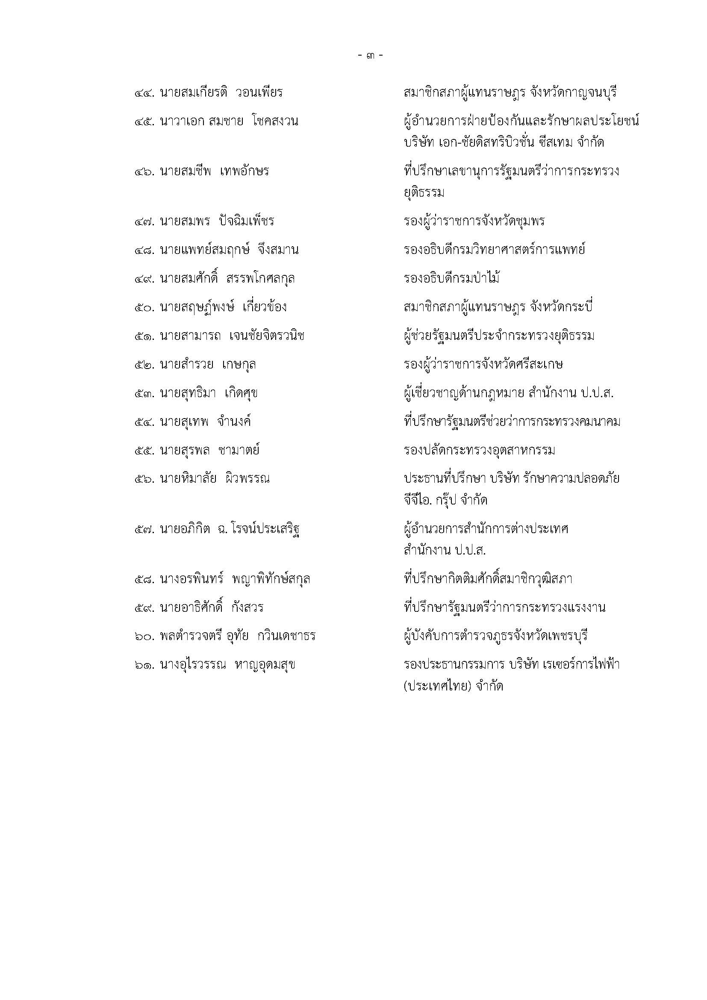 - ๓ -
๔๔. นายสมเกียรติ วอนเพียร สมาชิกสภาผู้แทนราษฎร จังหวัดกาญจนบุรี
๔๕. นาวาเอก สมชาย โชคสงวน ผู้อำนวยการฝ่ายป้องกันและรักษาผลประโยชน์
บริษัท เอก-ชัยดิสทริบิวชั่น ซีสเทม จำกัด
๔๖. นายสมชีพ เทพอักษร ที่ปรึกษาเลขานุการรัฐมนตรีว่าการกระทรวง
ยุติธรรม
๔๗. นายสมพร ปัจฉิมเพ็ชร รองผู้ว่าราชการจังหวัดชุมพร
๔๘. นายแพทย์สมฤกษ์ จึงสมาน รองอธิบดีกรมวิทยาศาสตร์การแพทย์
๔๙. นายสมศักดิ์ สรรพโกศลกุล รองอธิบดีกรมป่าไม้
๕๐. นายสฤษฏ์พงษ์ เกี่ยวข้อง สมาชิกสภาผู้แทนราษฎร จังหวัดกระบี่
๕๑. นายสามารถ เจนชัยจิตรวนิช ผู้ช่วยรัฐมนตรีประจำกระทรวงยุติธรรม
๕๒. นายสำรวย เกษกุล รองผู้ว่าราชการจังหวัดศรีสะเกษ
๕๓. นายสุทธิมา เกิดศุข ผู้เชี่ยวชาญด้านกฎหมาย สำนักงาน ป.ป.ส.
๕๔. นายสุเทพ จำนงค์ ที่ปรึกษารัฐมนตรีช่วยว่าการกระทรวงคมนาคม
๕๕. นายสุรพล ชามาตย์ รองปลัดกระทรวงอุตสาหกรรม
๕๖. นายหิมาลัย ผิวพรรณ ประธานที่ปรึกษา บริษัท รักษาความปลอดภัย
จีจีไอ. กรุ๊ป จำกัด
๕๗. นายอภิกิต ฉ. โรจน์ประเสริฐ ผู้อำนวยการสำนักการต่างประเทศ
สำนักงาน ป.ป.ส.
๕๘. นางอรพินทร์ พญาพิทักษ์สกุล ที่ปรึกษากิตติมศักดิ์สมาชิกวุฒิสภา
๕๙. นายอาธิศักดิ์ กังสวร ที่ปรึกษารัฐมนตรีว่าการกระทรวงแรงงาน
๖๐. พลตำรวจตรี อุทัย กวินเดชาธร ผู้บังคับการตำรวจภูธรจังหวัดเพชรบุรี
๖๑. นางอุไรวรรณ หาญอุดมสุข รองประธานกรรมการ บริษัท เรเซอร์การไฟฟ้า
(ประเทศไทย) จำกัด